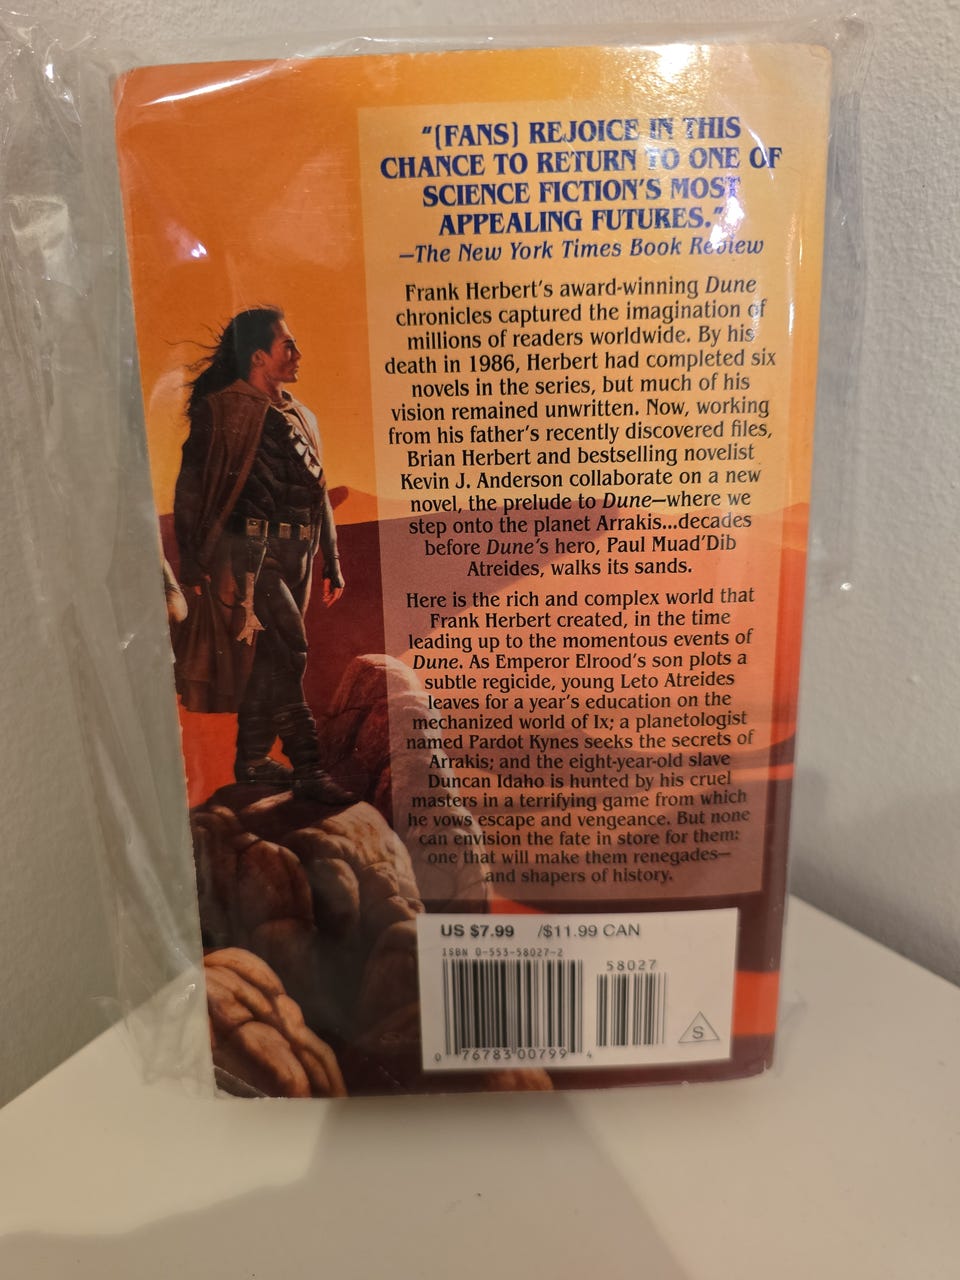 "(FANS) REJOICE IN THIS
CHANCE TO RETURN TO ONE OF
SCIENCE FICTION'S MOST
APPEALING FUTURES."
—The New York Times Book Review
Frank Herbert's award-winning Dune
chronicles captured the imagination of
millions of readers worldwide. By his
death in 1986, Herbert had completed six
novels in the series, but much of his
vision remained unwritten. Now, working
from his father's recently discovered files,
Brian Herbert and bestselling novelist
Kevin J. Anderson collaborate on a new
novel, the prelude to Dune—where we
step onto the planet Arrakis...decades
before Dune's hero, Paul Muad'Dib
Atreides, walks its sands.
Here is the rich and complex world that
Frank Herbert created, in the time
leading up to the momentous events of
Dune. As Emperor Elrood's son plots a
subtle regicide, young Leto Atreides
leaves for a year's education on the
mechanized world of Ix; a planetologist
named Pardot Kynes seeks the secrets of
Arrakis; and the eight-year-old slave
Duncan Idaho is hunted by his cruel
masters in a terrifying game from which
he vows escape and vengeance. But none
can envision the fate in store for them:
one that will make them renegades—
and shapers of history.
US $7.99 /$11.99 CAN
ISBN 0-553-58027-2
58027
0 76783 00799 4
S